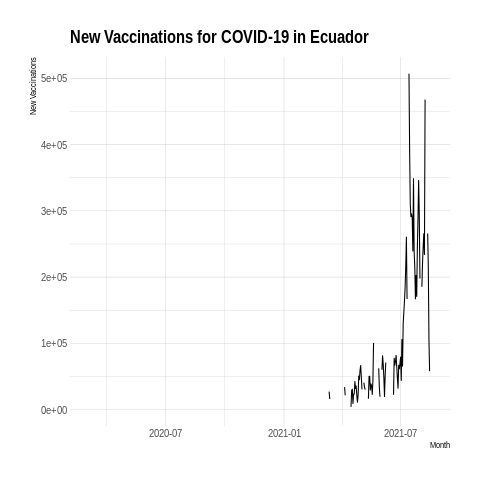 New Vaccinations for COVID-19 in Ecuador
New Vaccinations
5e+05
4e+05
3e+05
2e+05
1e+05
0e+00
2020-07
2021-01
2021-07
Month